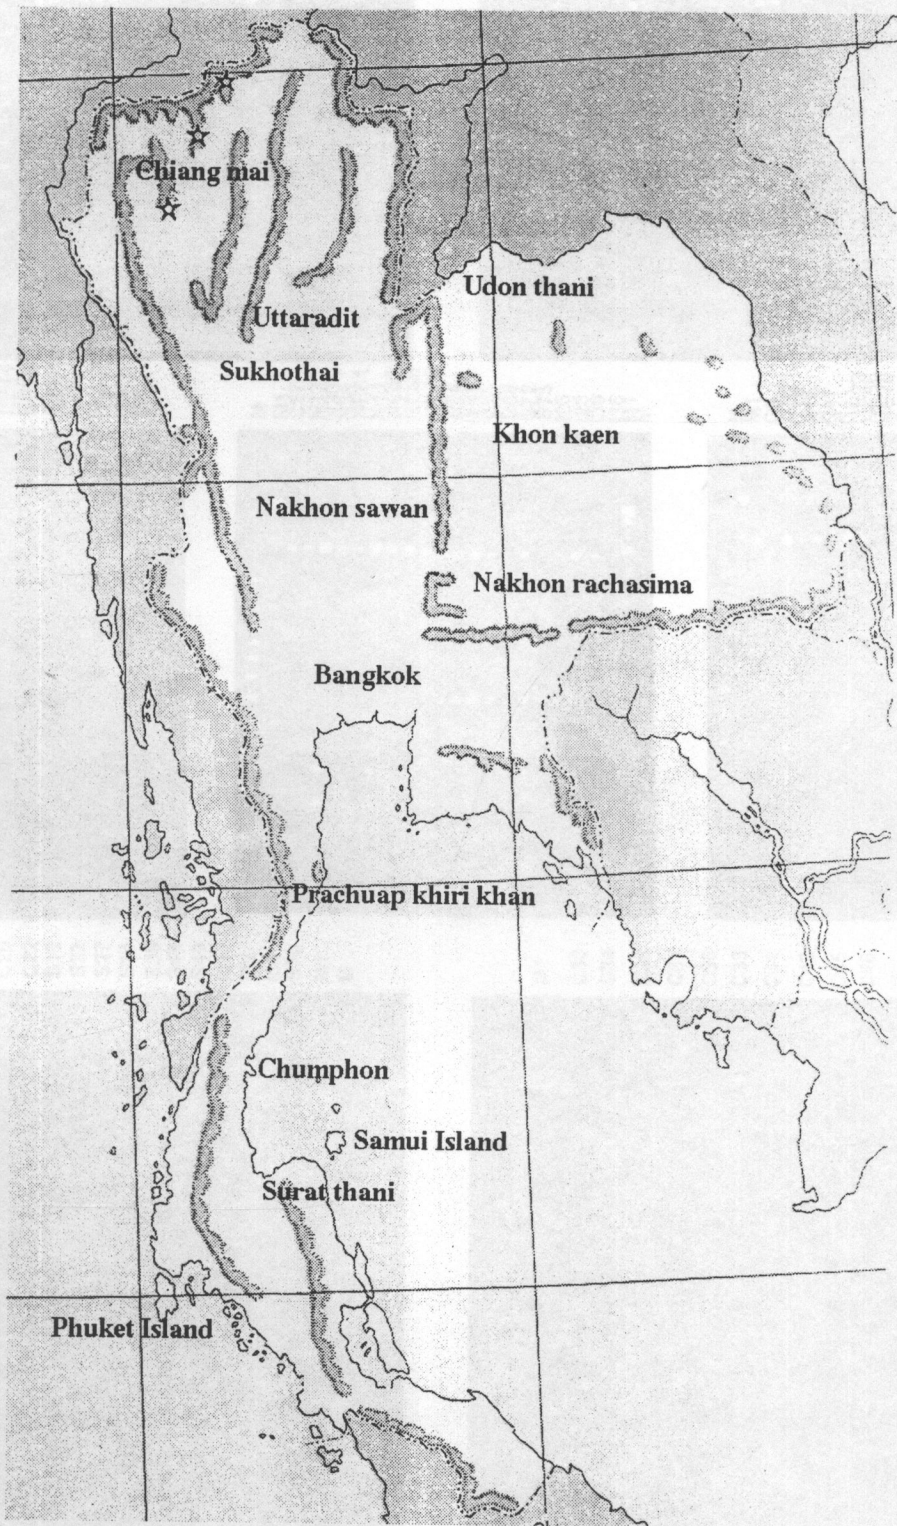 Chiang mai
Udon thani
Uttaradit
Sukhothai
Khon kaen
Nakhon sawan
Nakhon rachasima
Bangkok
Prachuap khiri khan
Chumphon
Samui Island
Surat thani
Phuket Island